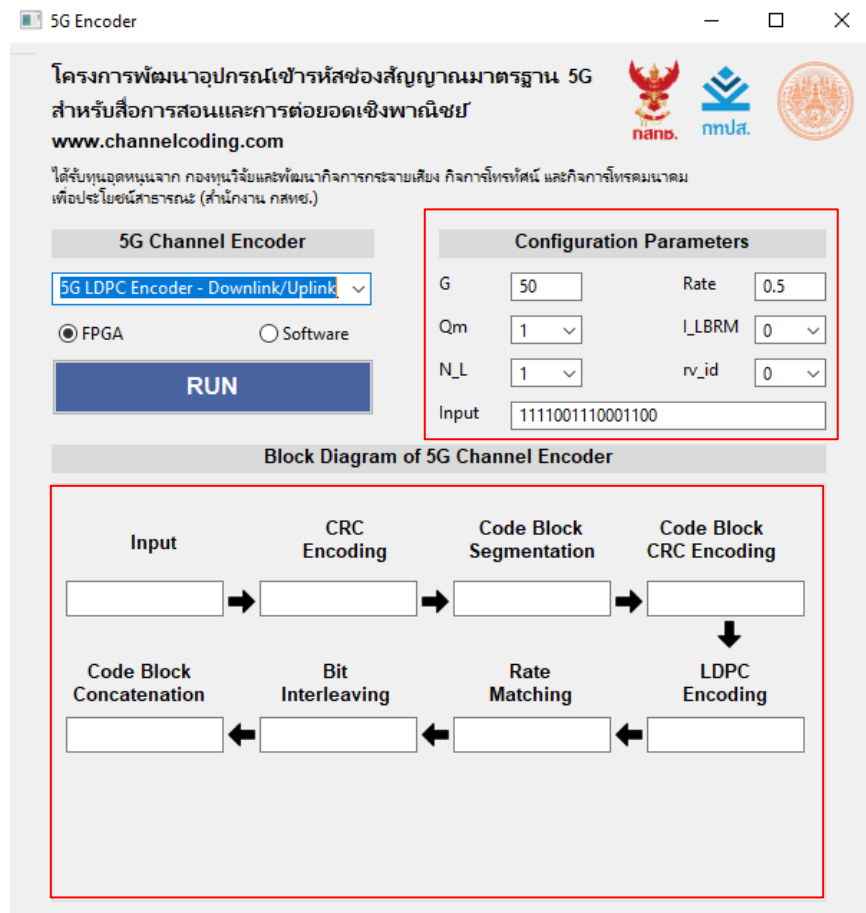 5G Encoder
โครงการพัฒนาอุปกรณ์เข้ารหัสช่องสัญญาณมาตรฐาน 5G
สำหรับสื่อการสอนและการต่อยอดเชิงพาณิชย์
www.channelcoding.com
กสทช.
กทปส.
ได้รับทุนอุดหนุนจาก กองทุนวิจัยและพัฒนากิจการกระจายเสียง กิจการโทรทัศน์ และกิจการโทรคมนาคม
เพื่อประโยชน์สาธารณะ (สำนักงาน กสทช.)
5G Channel Encoder
5G LDPC Encoder - Downlink/Uplink
FPGA Software
RUN
Configuration Parameters
G 50 Rate 0.5
Qm 1 I_LBRM 0
N_L 1 rv_id 0
Input 1111001110001100
Block Diagram of 5G Channel Encoder
Input
CRC
Encoding
Code Block
Segmentation
Code Block
CRC Encoding
Code Block
Concatenation
Bit
Interleaving
Rate
Matching
LDPC
Encoding